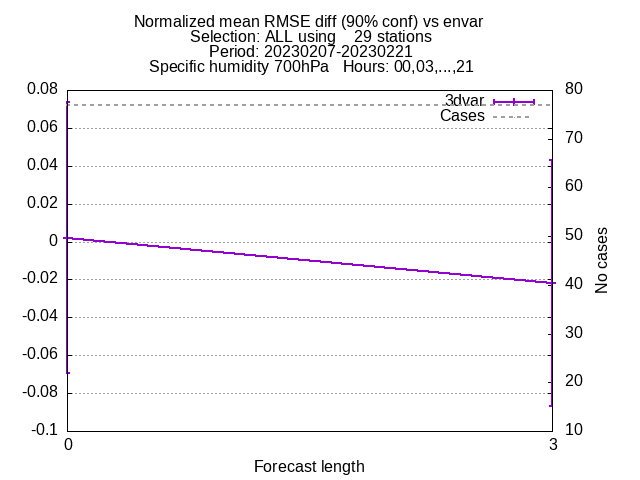 Normalized mean RMSE diff (90% conf) vs envar
Selection: ALL using    29 stations
Period: 20230207-20230221
Specific humidity 700hPa   Hours: 00,03,...,21
3dvar
Cases
0.08
0.06
0.04
0.02
0
-0.02
-0.04
-0.06
-0.08
-0.1
80
70
60
50
40
30
20
10
No cases
0
3
Forecast length